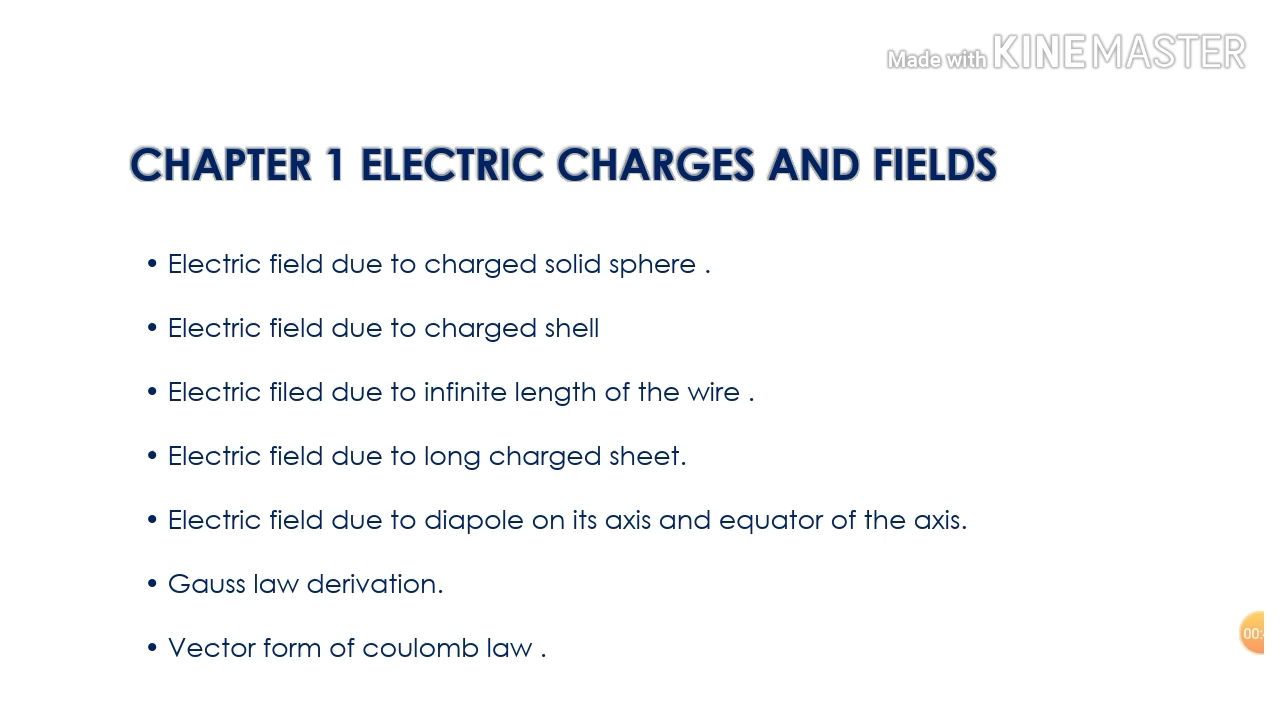 Made with KINEMASTER
CHAPTER 1 ELECTRIC CHARGES AND FIELDS
• Electric field due to charged solid sphere .
• Electric field due to charged shell
• Electric filed due to infinite length of the wire .
• Electric field due to long charged sheet.
• Electric field due to diapole on its axis and equator of the axis.
• Gauss law derivation.
• Vector form of coulomb law .